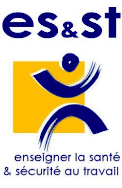 es&st
enseigner la santé
& sécurité au travail